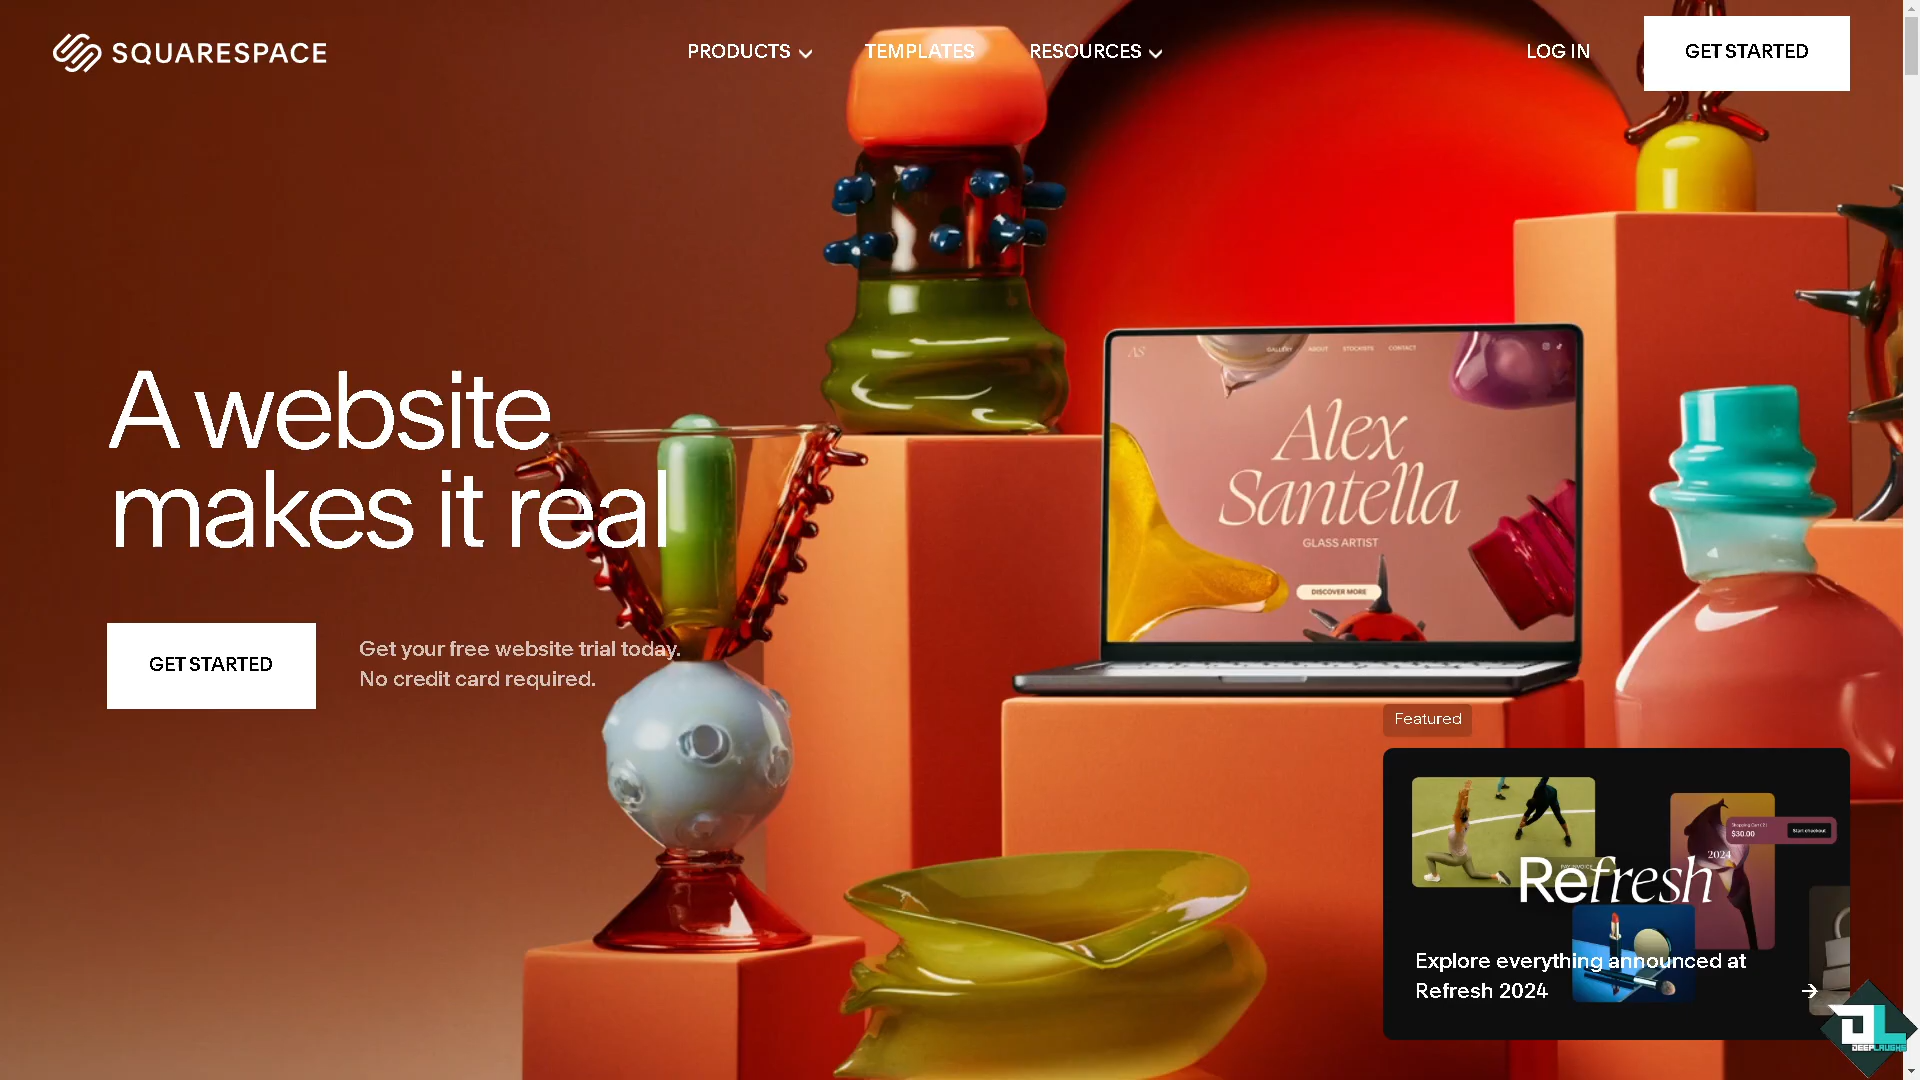 SQUARESPACE
PRODUCTS
TEMPLATES
RESOURCES
LOG IN
GET STARTED
A website
makes it real
GET STARTED
Get your free website trial today.
No credit card required.
AS
GALLERY ABOUT STOCKISTS CONTACT
Alex
Santella
GLASS ARTIST
DISCOVER MORE
Featured
$30.00
Start checkout
2024
Refresh
Explore everything announced at
Refresh 2024
DEEPLAUGHS